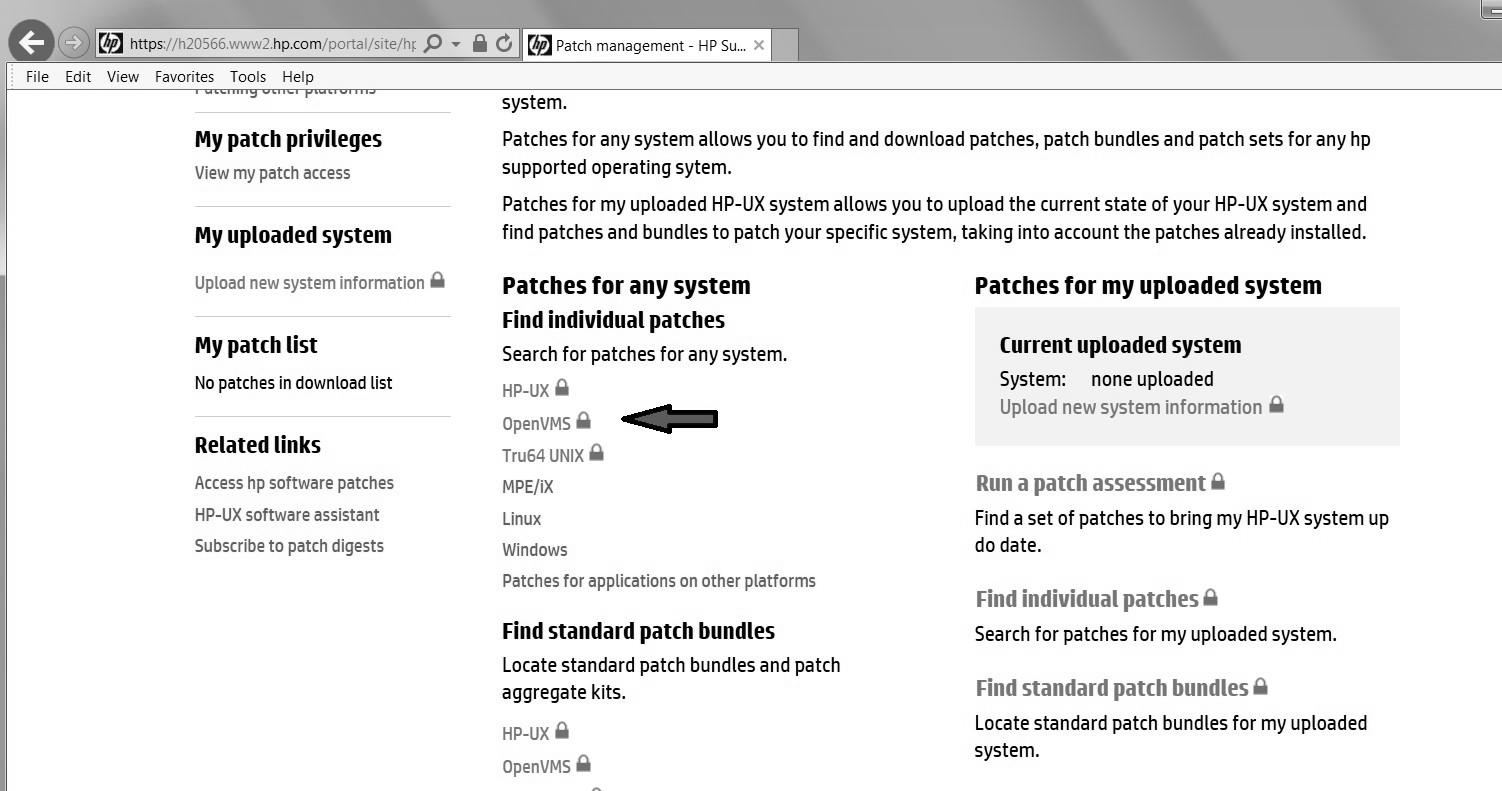 https://h20566.www2.hp.com/portal/site/hp
Patch management - HP Su...
File Edit View Favorites Tools Help
Patching other platforms
My patch privileges
View my patch access
My uploaded system
Upload new system information
My patch list
No patches in download list
Related links
Access hp software patches
HP-UX software assistant
Subscribe to patch digests
system.
Patches for any system allows you to find and download patches, patch bundles and patch sets for any hp
supported operating sytem.
Patches for my uploaded HP-UX system allows you to upload the current state of your HP-UX system and
find patches and bundles to patch your specific system, taking into account the patches already installed.
Patches for any system
Find individual patches
Search for patches for any system.
HP-UX
OpenVMS
Tru64 UNIX
MPE/iX
Linux
Windows
Patches for applications on other platforms
Find standard patch bundles
Locate standard patch bundles and patch
aggregate kits.
HP-UX
OpenVMS
Patches for my uploaded system
Current uploaded system
System: none uploaded
Upload new system information
Run a patch assessment
Find a set of patches to bring my HP-UX system up
do date.
Find individual patches
Search for patches for my uploaded system.
Find standard patch bundles
Locate standard patch bundles for my uploaded
system.